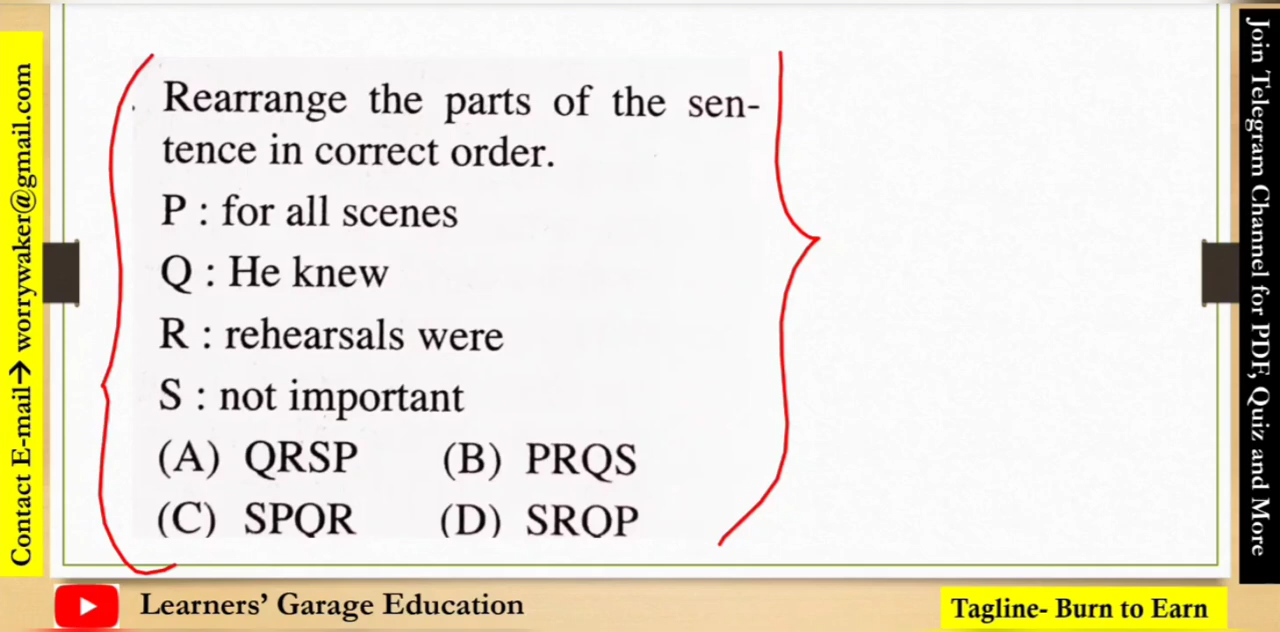 Rearrange the parts of the sen-
tence in correct order.
P : for all scenes
Q : He knew
R : rehearsals were
S : not important
(A) QRSP (B) PRQS
(C) SPQR (D) SRQP
Contact E-mail→ worrywaker@gmail.com
Join Telegram Channel for PDF, Quiz and More
Learners’ Garage Education
Tagline- Burn to Earn